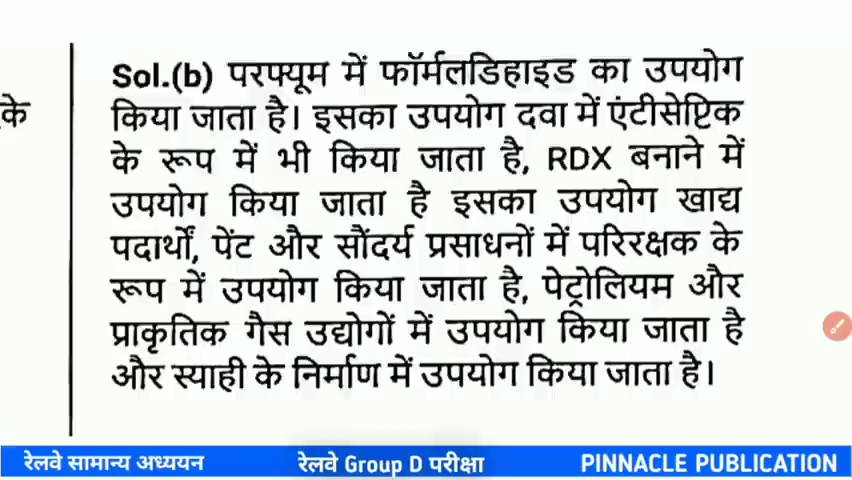 के
Sol.(b) परफ्यूम में फॉर्मलडिहाइड का उपयोग
किया जाता है। इसका उपयोग दवा में एंटीसेप्टिक
के रूप में भी किया जाता है, RDX बनाने में
उपयोग किया जाता है इसका उपयोग खाद्य
पदार्थों, पेंट और सौंदर्य प्रसाधनों में परिरक्षक के
रूप में उपयोग किया जाता है, पेट्रोलियम और
प्राकृतिक गैस उद्योगों में उपयोग किया जाता है
और स्याही के निर्माण में उपयोग किया जाता है।
रेलवे सामान्य अध्ययन रेलवे Group D परीक्षा PINNACLE PUBLICATION